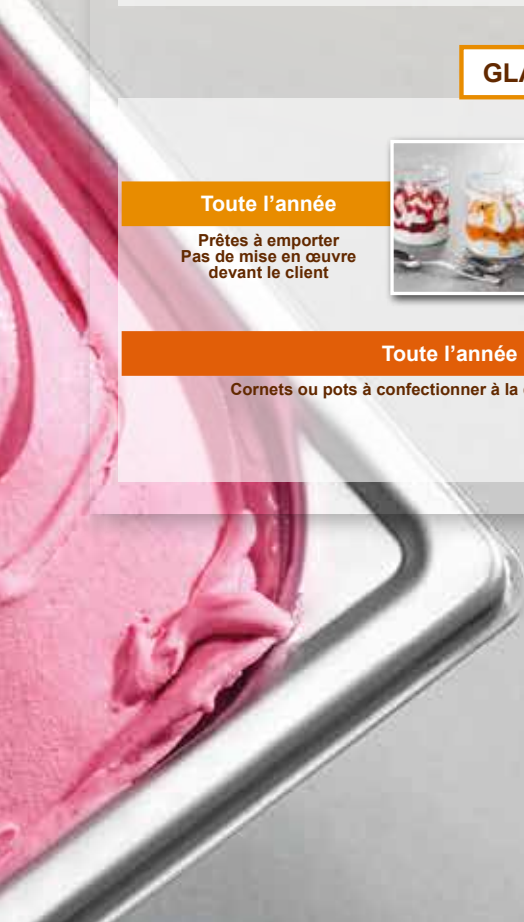 Toute l'année
Prêtes à emporter
Pas de mise en œuvre
devant le client
Toute l'année
Cornets ou pots à confectionner à la